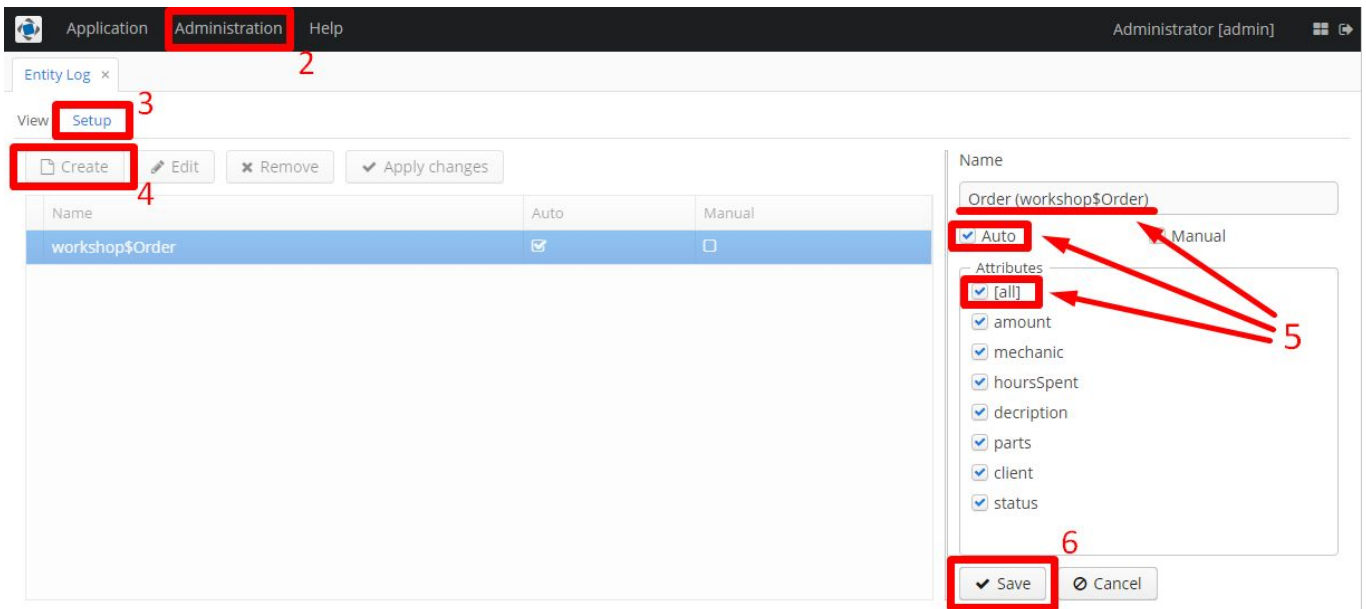 Application Administration Help Administrator [admin]
2
Entity Log ×
3
View Setup
Create Edit Remove Apply changes
4
Name Auto Manual
workshop$Order
Name
Order (workshop$Order)
Auto Manual
Attributes
[all]
amount
5
mechanic
hoursSpent
decription
parts
client
status
6
Save Cancel